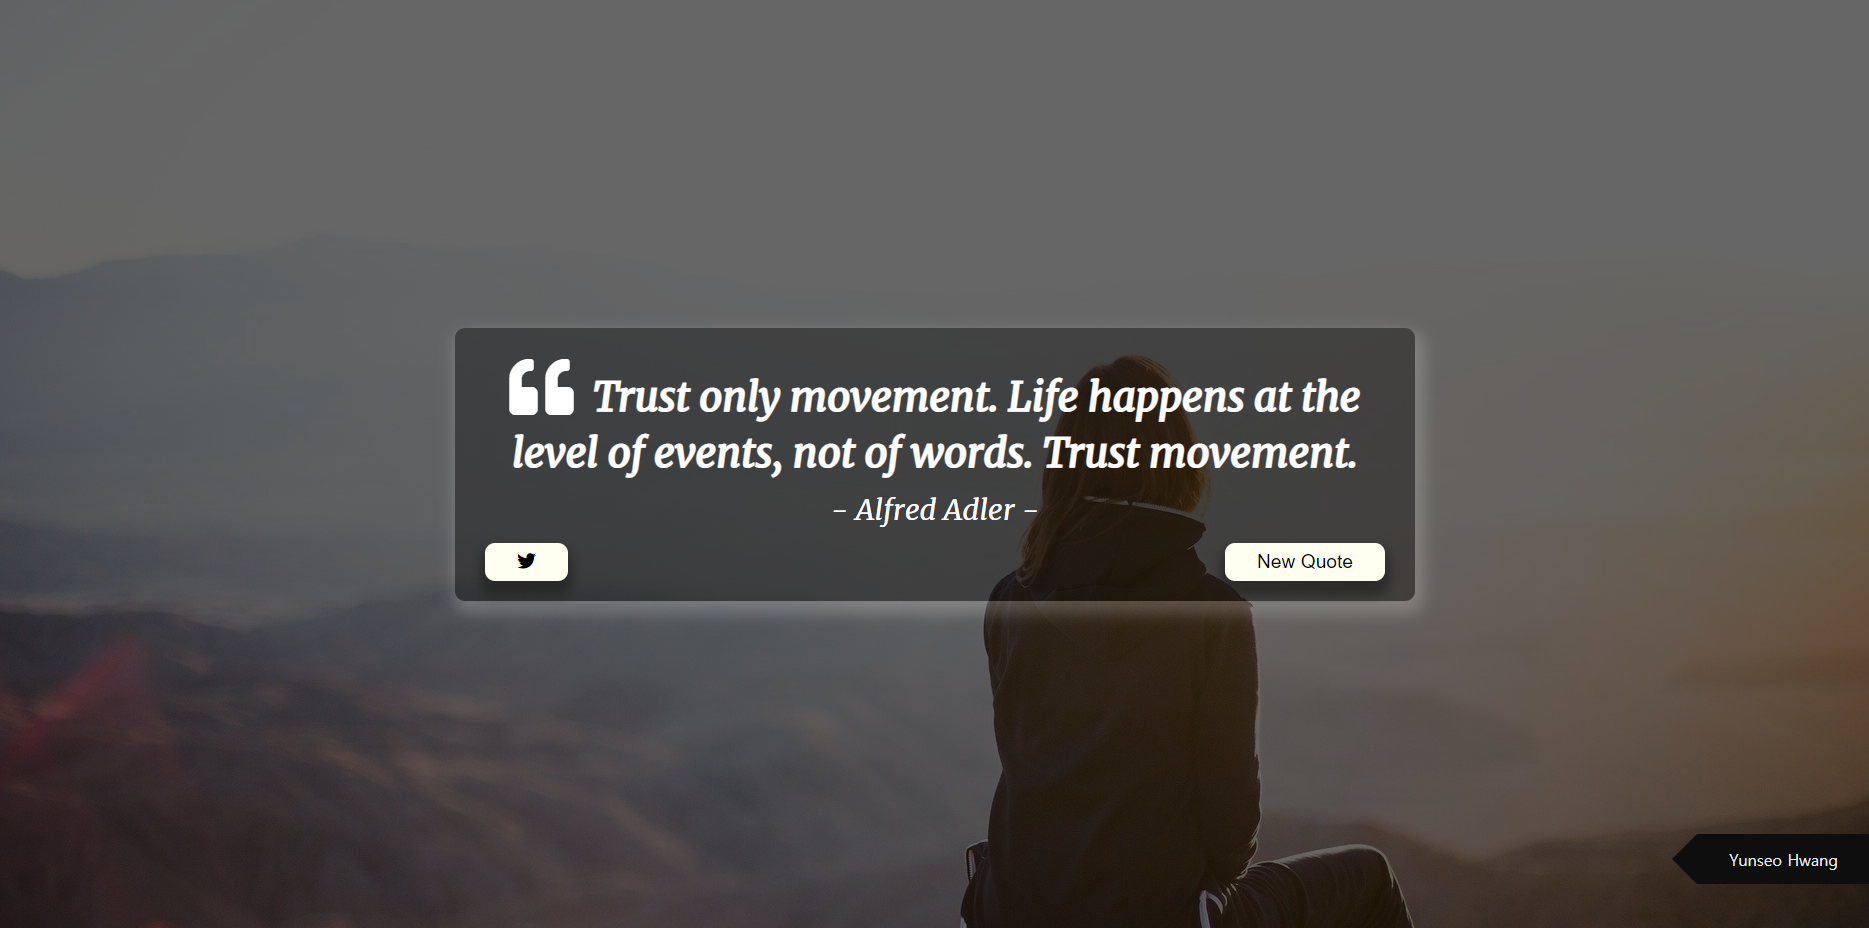 Trust only movement. Life happens at the
level of events, not of words. Trust movement.
- Alfred Adler -
New Quote
Yunseo Hwang